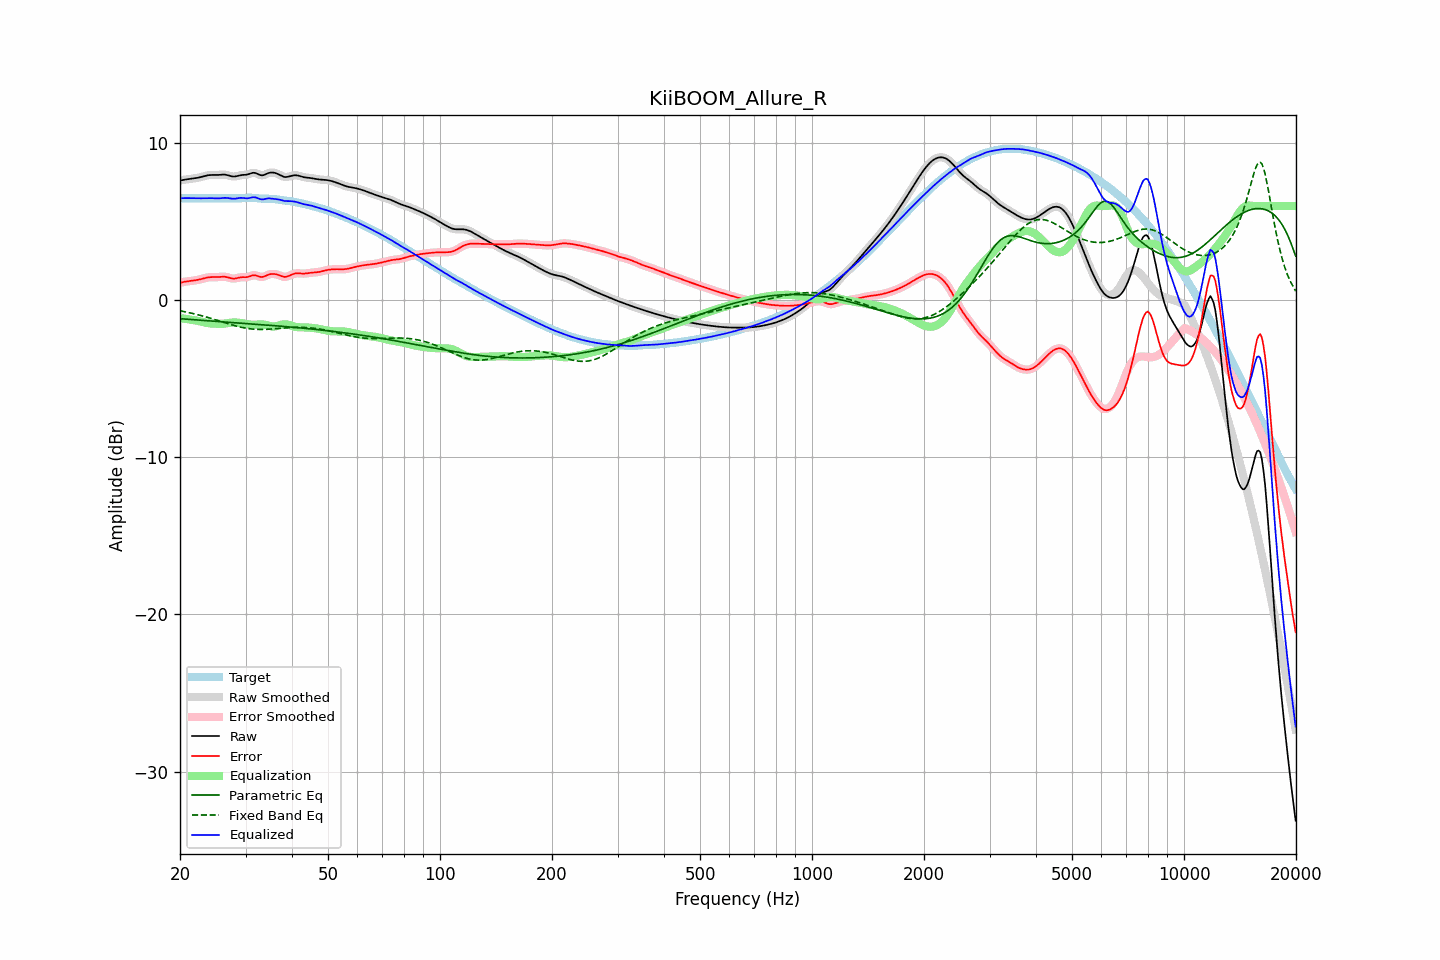 KiiBOOM_Allure_R
10
0
−10
−20
−30
Amplitude (dBr)
Target
Raw Smoothed
Error Smoothed
Raw
Error
Equalization
Parametric Eq
Fixed Band Eq
Equalized
20 50 100 200 500 1000 2000 5000 10000 20000
Frequency (Hz)